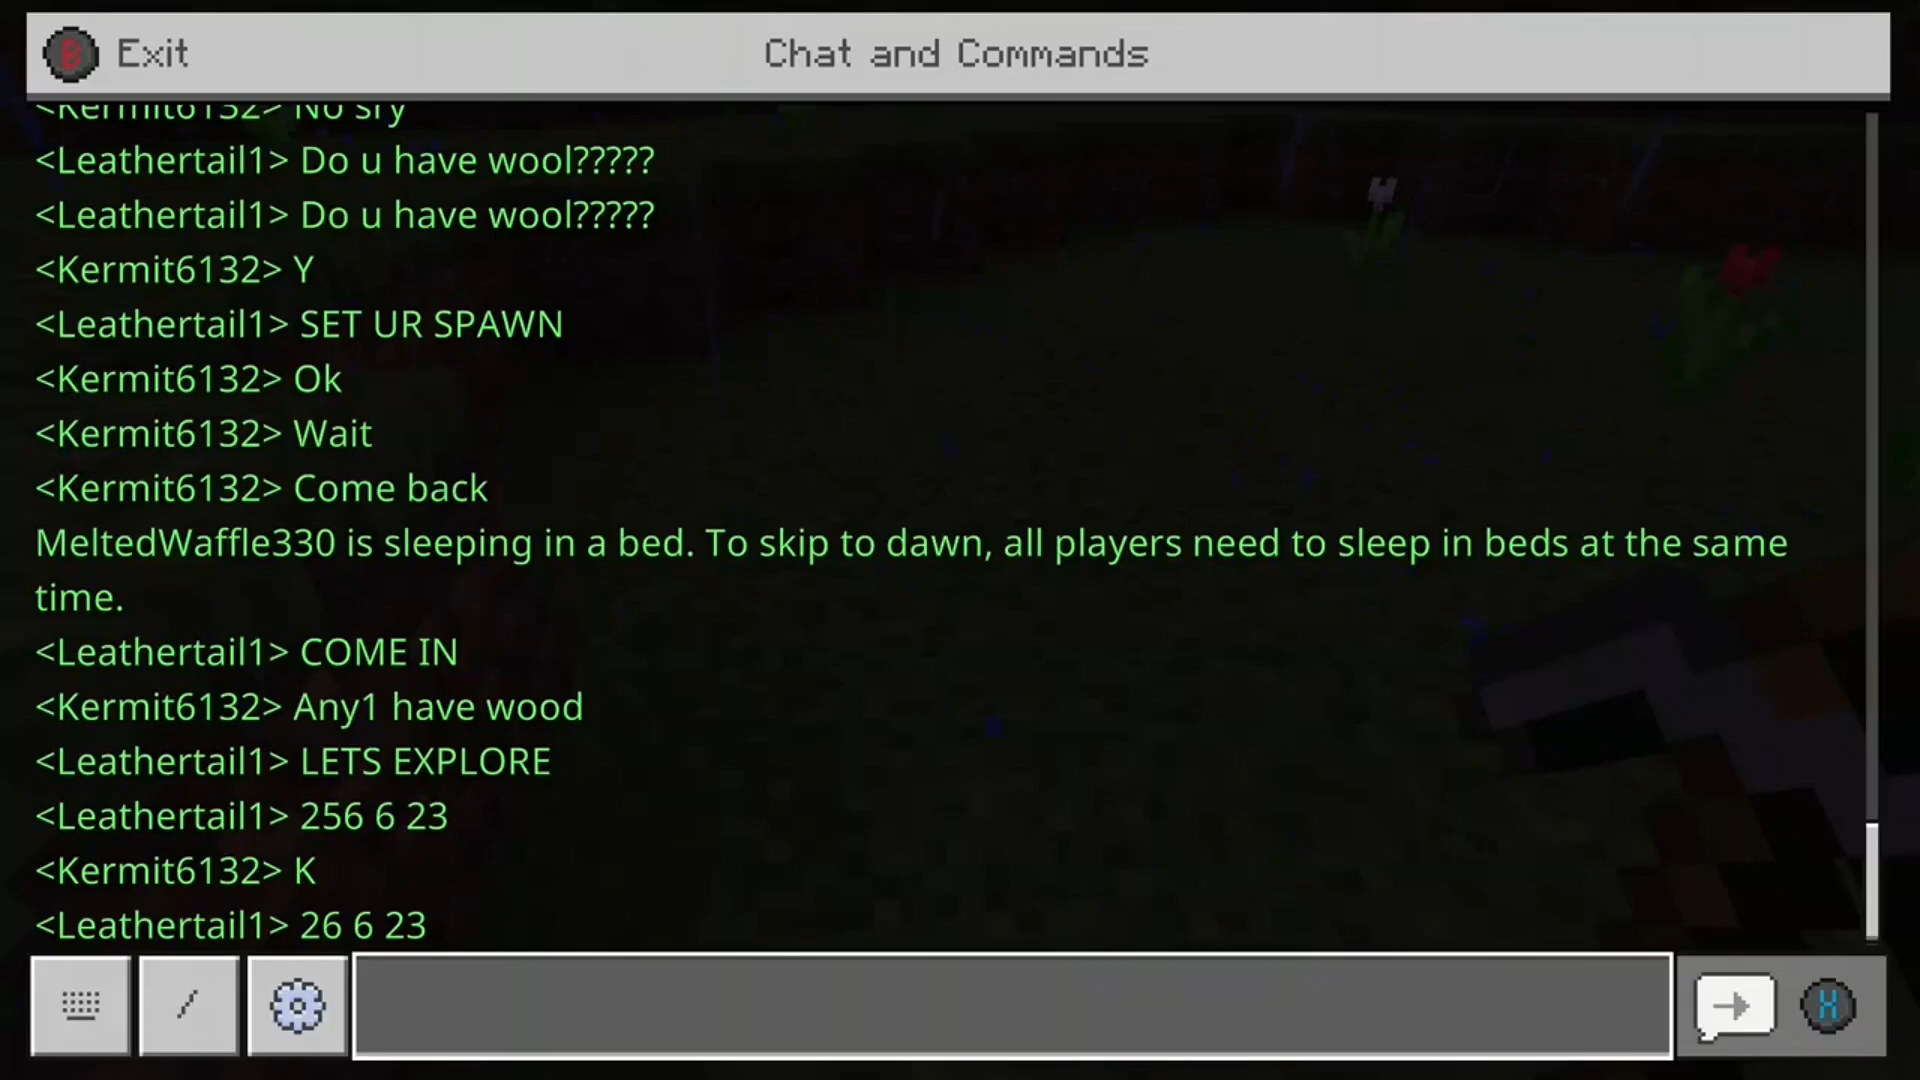 B Exit
Chat and Commands
<Kermit6132> No sry
<Leathertail1> Do u have wool?????
<Leathertail1> Do u have wool?????
<Kermit6132> Y
<Leathertail1> SET UR SPAWN
<Kermit6132> Ok
<Kermit6132> Wait
<Kermit6132> Come back
MeltedWaffle330 is sleeping in a bed. To skip to dawn, all players need to sleep in beds at the same
time.
<Leathertail1> COME IN
<Kermit6132> Any1 have wood
<Leathertail1> LETS EXPLORE
<Leathertail1> 256 6 23
<Kermit6132> K
<Leathertail1> 26 6 23
/
X